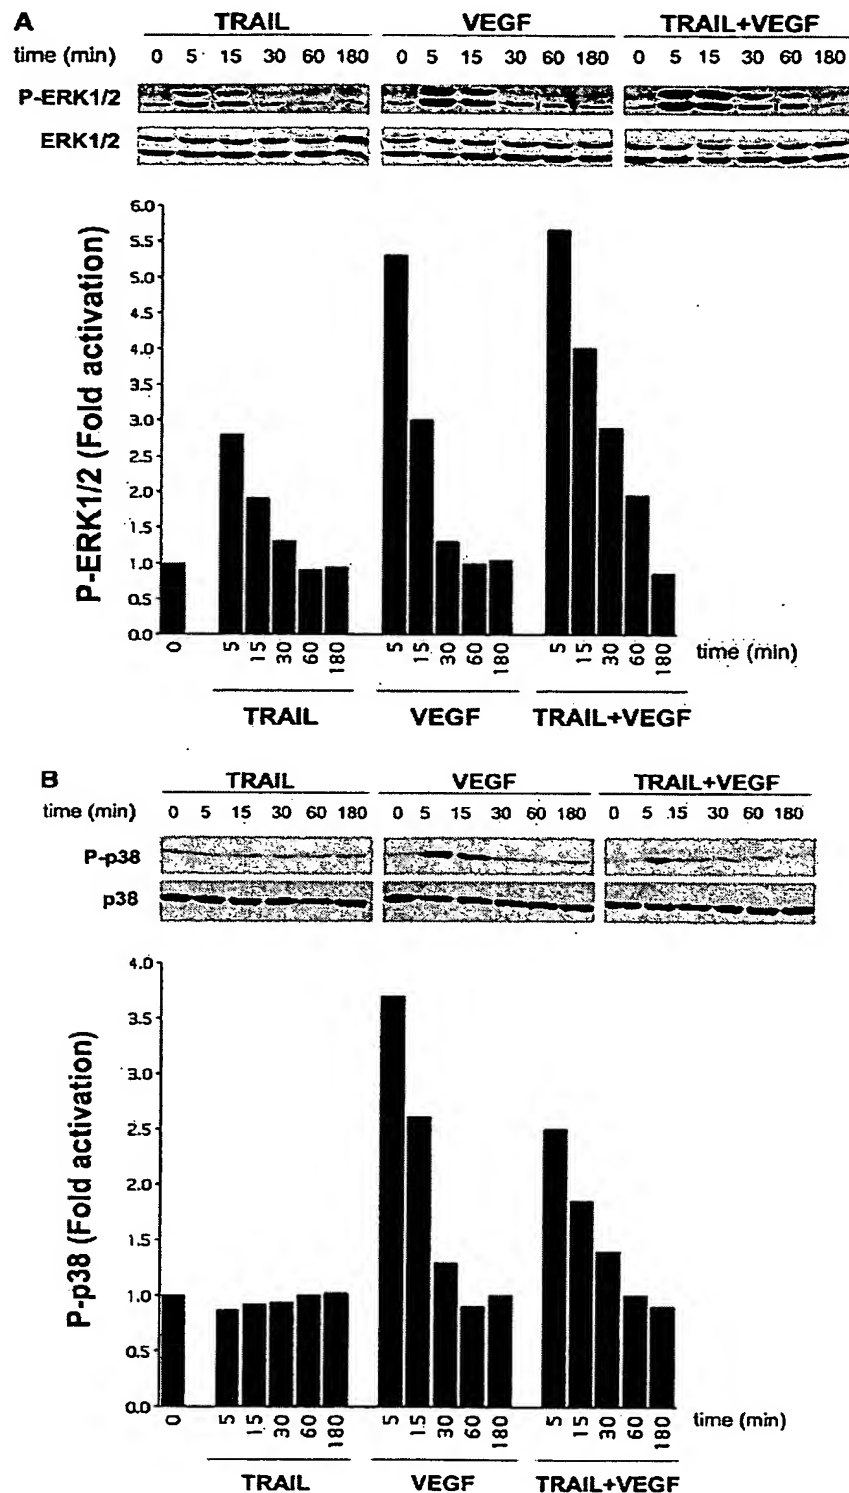 A
TRAIL VEGF TRAIL+VEGF
time (min) 0 5 15 30 60 180 0 5 15 30 60 180 0 5 15 30 60 180
P-ERK1/2
ERK1/2
P-ERK1/2 (Fold activation)
6.0
5.5
5.0
4.5
4.0
3.5
3.0
2.5
2.0
1.5
1.0
0.5
0.0
0 5 15 30 60 180 5 15 30 60 180 5 15 30 60 180 time (min)
TRAIL VEGF TRAIL+VEGF
B
TRAIL VEGF TRAIL+VEGF
time (min) 0 5 15 30 60 180 0 5 15 30 60 180 0 5 15 30 60 180
P-p38
p38
P-p38 (Fold activation)
4.0
3.5
3.0
2.5
2.0
1.5
1.0
0.5
0.0
0 5 15 30 60 180 5 15 30 60 180 5 15 30 60 180 time (min)
TRAIL VEGF TRAIL+VEGF